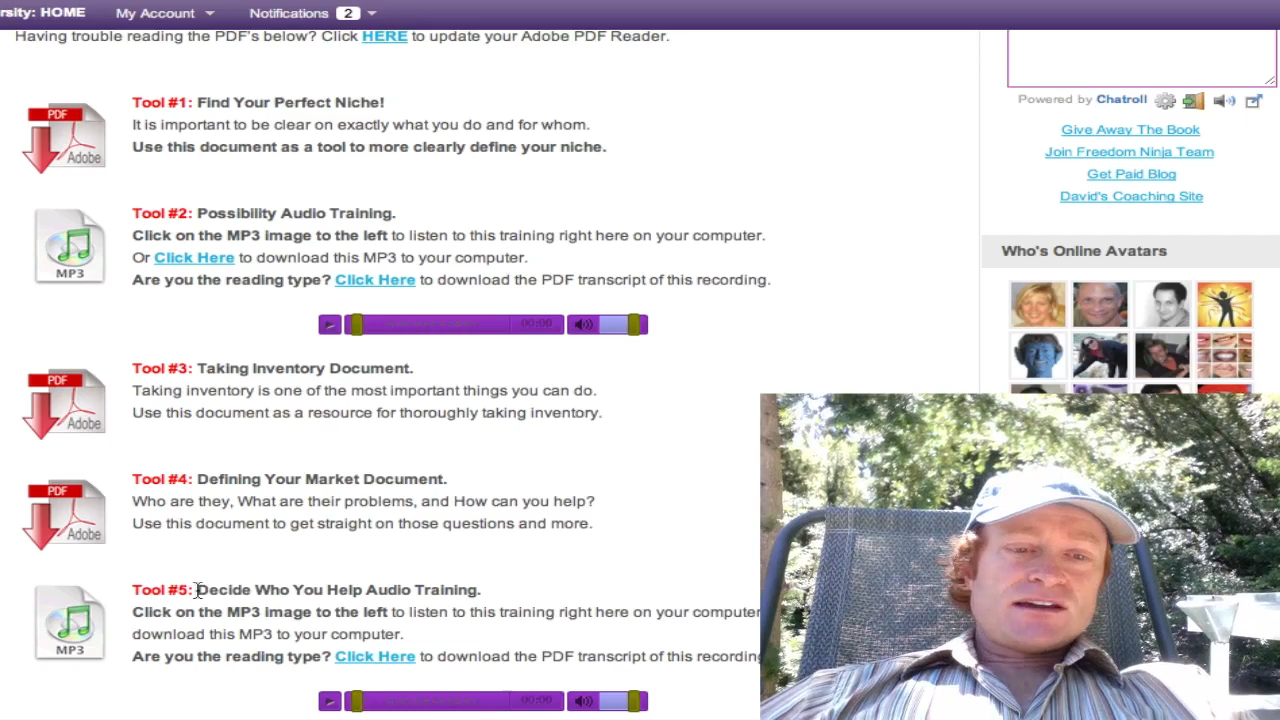 rsity: HOME My Account Notifications 2
Having trouble reading the PDF's below? Click HERE to update your Adobe PDF Reader.
Powered by Chatroll
Give Away The Book
Join Freedom Ninja Team
Get Paid Blog
David's Coaching Site
Who's Online Avatars
PDF
Adobe
Tool #1: Find Your Perfect Niche!
It is important to be clear on exactly what you do and for whom.
Use this document as a tool to more clearly define your niche.
MP3
Tool #2: Possibility Audio Training.
Click on the MP3 image to the left to listen to this training right here on your computer.
Or Click Here to download this MP3 to your computer.
Are you the reading type? Click Here to download the PDF transcript of this recording.
00:00
PDF
Adobe
Tool #3: Taking Inventory Document.
Taking inventory is one of the most important things you can do.
Use this document as a resource for thoroughly taking inventory.
PDF
Adobe
Tool #4: Defining Your Market Document.
Who are they, What are their problems, and How can you help?
Use this document to get straight on those questions and more.
MP3
Tool #5: Decide Who You Help Audio Training.
Click on the MP3 image to the left to listen to this training right here on your computer
download this MP3 to your computer.
Are you the reading type? Click Here to download the PDF transcript of this recording
00:00